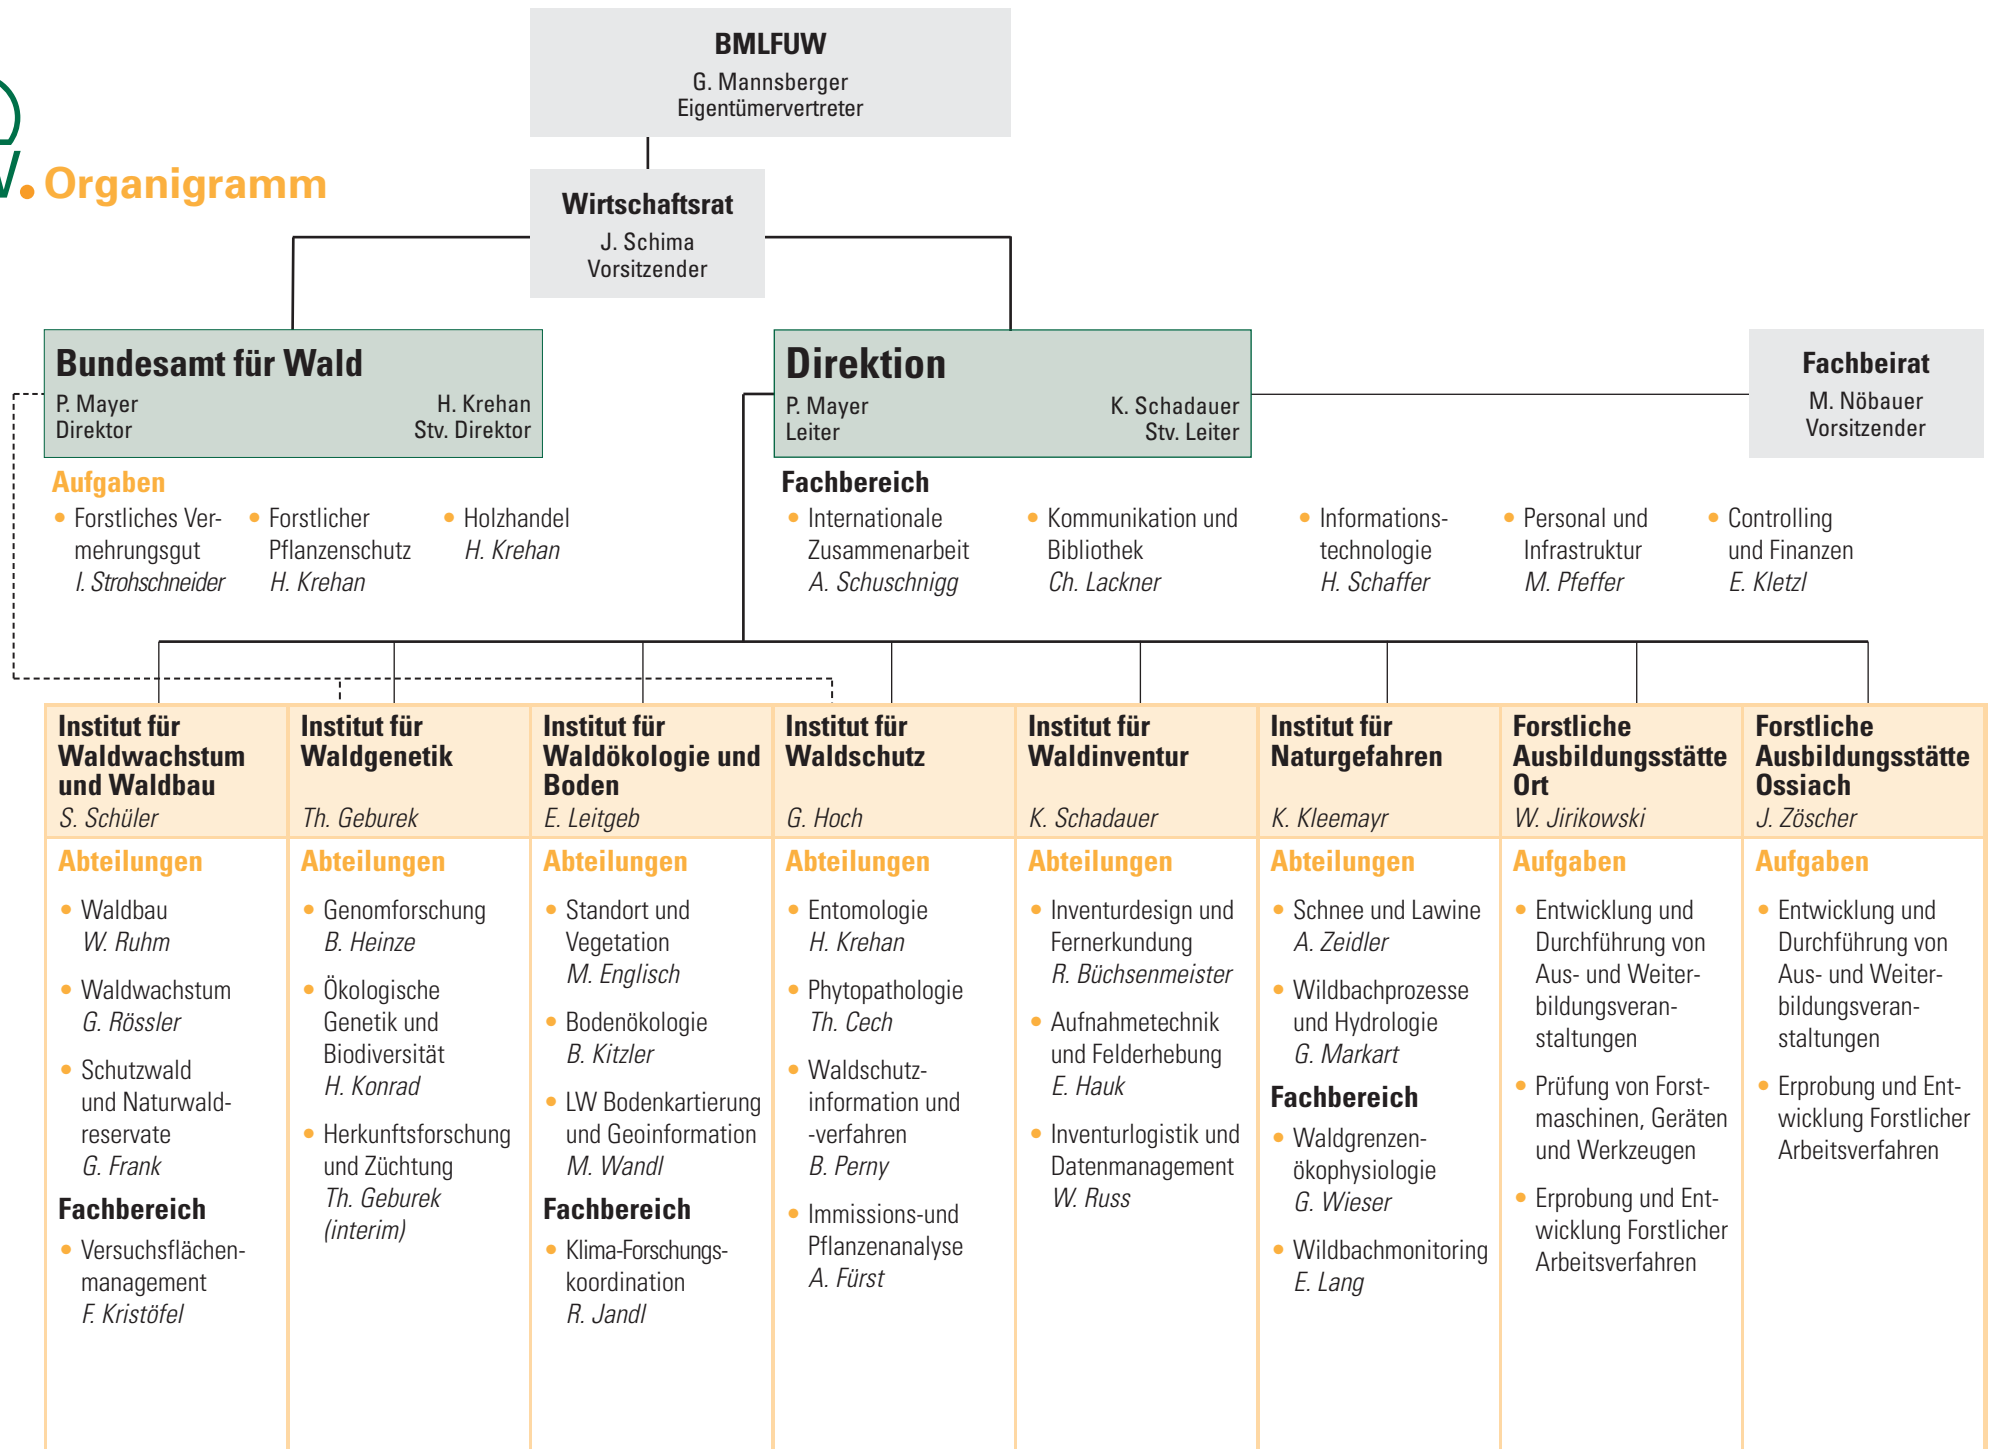 BMLFUW
G. Mannsberger
Eigentümervertreter
Organigramm
Wirtschaftsrat
J. Schima
Vorsitzender
Bundesamt für Wald
P. Mayer
Direktor
H. Krehan
Stv. Direktor
Direktion
P. Mayer
Leiter
K. Schadauer
Stv. Leiter
Fachbeirat
M. Nöbauer
Vorsitzender
Aufgaben
• Forstliches Ver-
mehrungsgut
I. Strohschneider
• Forstlicher
Pflanzenschutz
H. Krehan
• Holzhandel
H. Krehan
Fachbereich
• Internationale
Zusammenarbeit
A. Schuschnigg
• Kommunikation und
Bibliothek
Ch. Lackner
• Informations-
technologie
H. Schaffer
• Personal und
Infrastruktur
M. Pfeffer
• Controlling
und Finanzen
E. Kletzl
Institut für
Waldwachstum
und Waldbau
S. Schüler
Abteilungen
• Waldbau
W. Ruhm
• Waldwachstum
G. Rössler
• Schutzwald
und Naturwald-
reservate
G. Frank
Fachbereich
• Versuchsflächen-
management
F. Kristöfel
Institut für
Waldgenetik
Th. Geburek
Abteilungen
• Genomforschung
B. Heinze
• Ökologische
Genetik und
Biodiversität
H. Konrad
• Herkunftsforschung
und Züchtung
Th. Geburek
(interim)
Institut für
Waldökologie und
Boden
E. Leitgeb
Abteilungen
• Standort und
Vegetation
M. Englisch
• Bodenökologie
B. Kitzler
• LW Bodenkartierung
und Geoinformation
M. Wandl
Fachbereich
• Klima-Forschungs-
koordination
R. Jandl
Institut für
Waldschutz
G. Hoch
Abteilungen
• Entomologie
H. Krehan
• Phytopathologie
Th. Cech
• Waldschutz-
information und
-verfahren
B. Perny
• Immissions-und
Pflanzenanalyse
A. Fürst
Institut für
Waldinventur
K. Schadauer
Abteilungen
• Inventurdesign und
Fernerkundung
R. Büchsenmeister
• Aufnahmetechnik
und Felderhebung
E. Hauk
• Inventurlogistik und
Datenmanagement
W. Russ
Institut für
Naturgefahren
K. Kleemayr
Abteilungen
• Schnee und Lawine
A. Zeidler
• Wildbachprozesse
und Hydrologie
G. Markart
Fachbereich
• Waldgrenzen-
ökophysiologie
G. Wieser
• Wildbachmonitoring
E. Lang
Forstliche
Ausbildungsstätte
Ort
W. Jirikowski
Aufgaben
• Entwicklung und
Durchführung von
Aus- und Weiter-
bildungsveran-
staltungen
• Prüfung von Forst-
maschinen, Geräten
und Werkzeugen
• Erprobung und Ent-
wicklung Forstlicher
Arbeitsverfahren
Forstliche
Ausbildungsstätte
Ossiach
J. Zöscher
Aufgaben
• Entwicklung und
Durchführung von
Aus- und Weiter-
bildungsveran-
staltungen
• Erprobung und Ent-
wicklung Forstlicher
Arbeitsverfahren